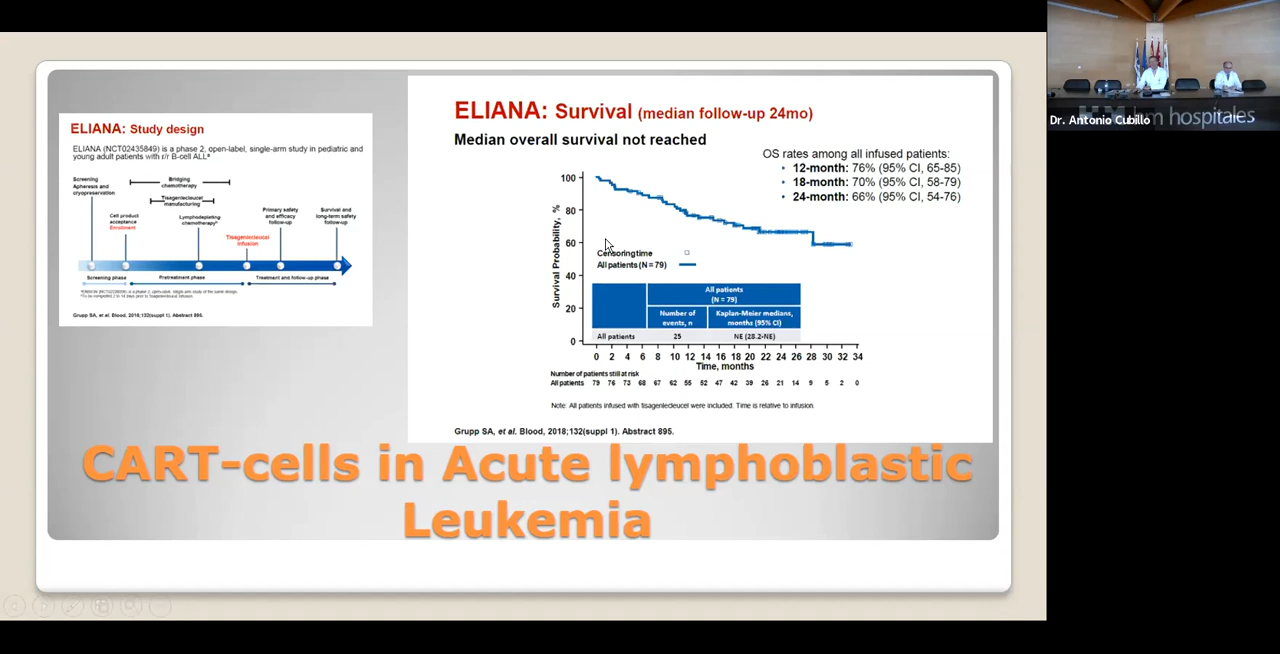 ELIANA: Study design
ELIANA (NCT02435849) is a phase 2, open-label, single-arm study in pediatric and
young adult patients with r/r B-cell ALLª
Screening
Apheresis and
cryopreservation
Bridging
chemotherapy
Tisagenlecleucel
manufacturing
Cell product
acceptance
Enrollment
Lymphodepleting
chemotherapyᵇ
Tisagenlecleucel
infusion
Primary safety
and efficacy
follow-up
Survival and
long-term safety
follow-up
Screening phase
Pretreatment phase
Treatment and follow-up phase
Grupp SA, et al. Blood, 2018;132(suppl 1). Abstract 895.
ELIANA: Survival (median follow-up 24mo)
Median overall survival not reached
OS rates among all infused patients:
• 12-month: 76% (95% CI, 65-85)
• 18-month: 70% (95% CI, 58-79)
• 24-month: 66% (95% CI, 54-76)
Survival Probability, %
100
80
60
40
20
0
Censoring time
All patients (N = 79)
All patients
(N = 79)
Number of
events, n
Kaplan-Meier medians,
months (95% CI)
All patients 25 NE (28.2-NE)
0 2 4 6 8 10 12 14 16 18 20 22 24 26 28 30 32 34
Time, months
Number of patients still at risk
All patients 79 76 73 68 67 62 55 52 47 42 39 26 21 14 9 5 2 0
Note: All patients infused with tisagenlecleucel were included. Time is relative to infusion.
Grupp SA, et al. Blood, 2018;132(suppl 1). Abstract 895.
CART-cells in Acute lymphoblastic
Leukemia
hm hospitales
Dr. Antonio Cubillo